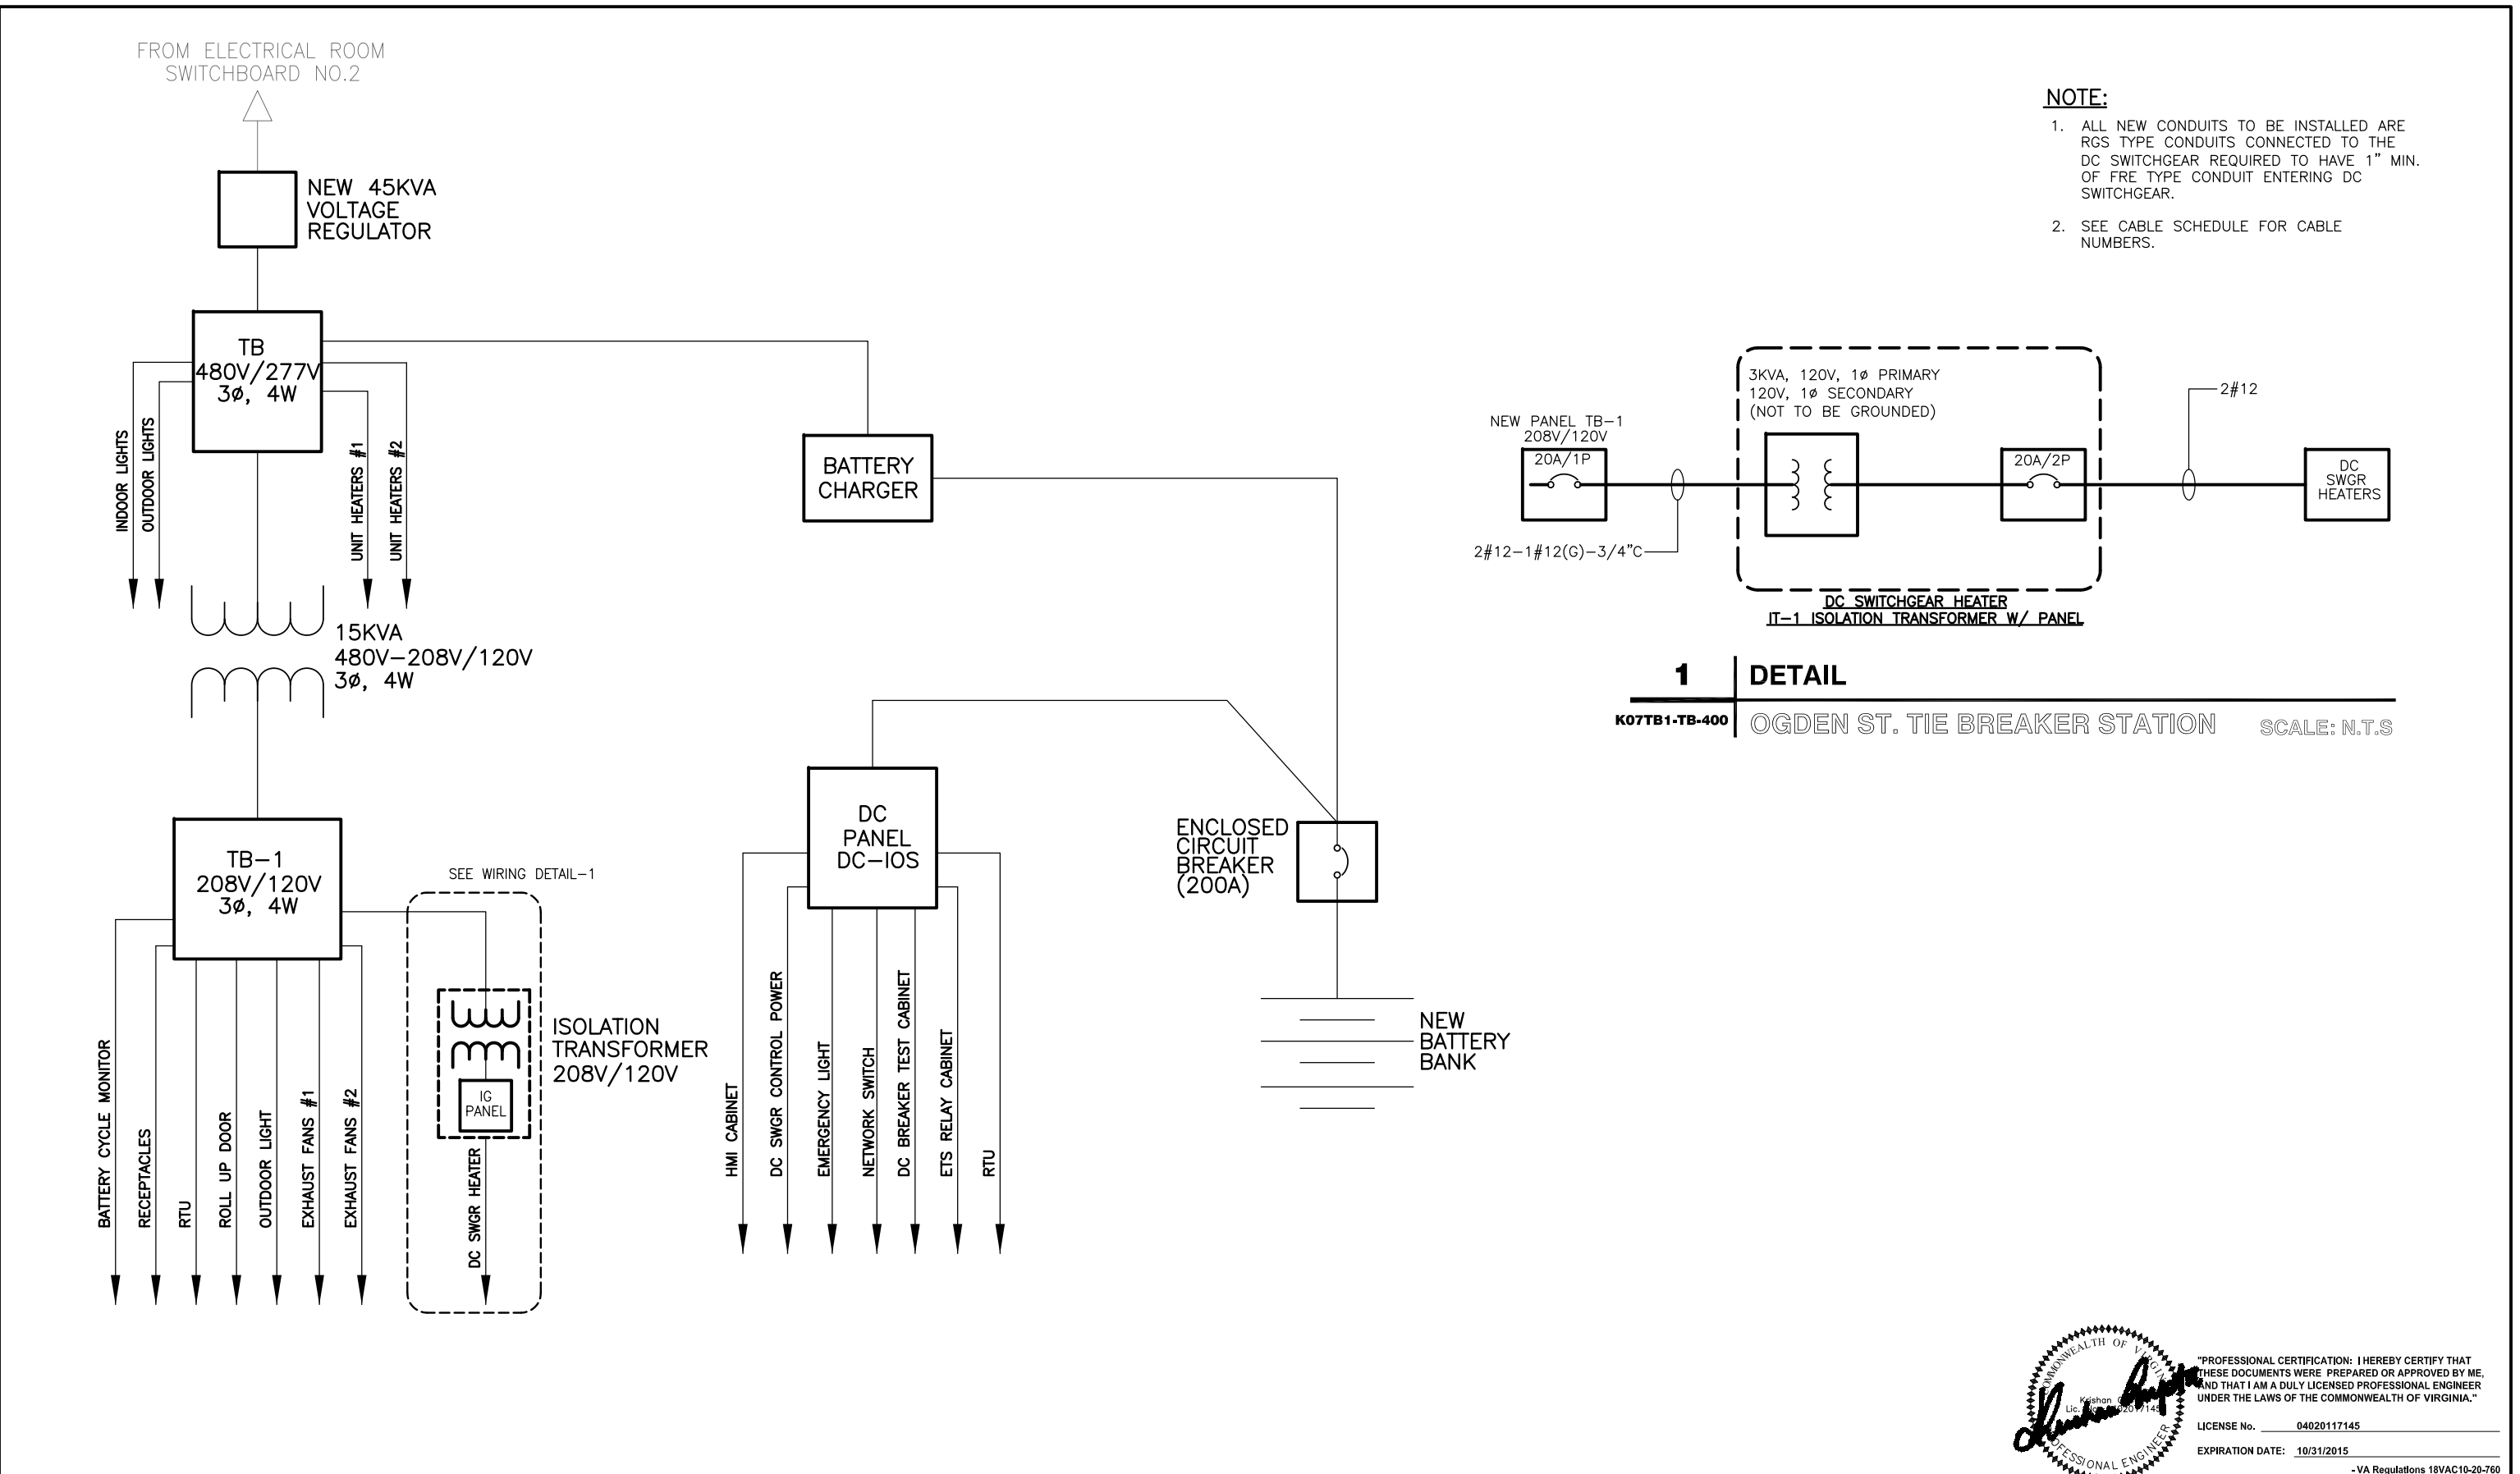 FROM ELECTRICAL ROOM
SWITCHBOARD NO.2
NEW 45KVA
VOLTAGE
REGULATOR
TB
480V/277V
3ø, 4W
INDOOR LIGHTS
OUTDOOR LIGHTS
UNIT HEATERS #1
UNIT HEATERS #2
15KVA
480V-208V/120V
3ø, 4W
TB-1
208V/120V
3ø, 4W
SEE WIRING DETAIL-1
BATTERY CYCLE MONITOR
RECEPTACLES
RTU
ROLL UP DOOR
OUTDOOR LIGHT
EXHAUST FANS #1
EXHAUST FANS #2
IG
PANEL
DC SWGR HEATER
ISOLATION
TRANSFORMER
208V/120V
BATTERY
CHARGER
DC
PANEL
DC-IOS
HMI CABINET
DC SWGR CONTROL POWER
EMERGENCY LIGHT
NETWORK SWITCH
DC BREAKER TEST CABINET
ETS RELAY CABINET
RTU
ENCLOSED
CIRCUIT
BREAKER
(200A)
NEW
BATTERY
BANK
NOTE:
1. ALL NEW CONDUITS TO BE INSTALLED ARE
RGS TYPE CONDUITS CONNECTED TO THE
DC SWITCHGEAR REQUIRED TO HAVE 1" MIN.
OF FRE TYPE CONDUIT ENTERING DC
SWITCHGEAR.
2. SEE CABLE SCHEDULE FOR CABLE
NUMBERS.
NEW PANEL TB-1
208V/120V
20A/1P
2#12-1#12(G)-3/4"C
3KVA, 120V, 1ø PRIMARY
120V, 1ø SECONDARY
(NOT TO BE GROUNDED)
20A/2P
2#12
DC
SWGR
HEATERS
DC SWITCHGEAR HEATER
IT-1 ISOLATION TRANSFORMER W/ PANEL
1 DETAIL
K07TB1-TB-400 OGDEN ST. TIE BREAKER STATION SCALE: N.T.S
COMMONWEALTH OF VIRGINIA
Krishan
Lic. No.
PROFESSIONAL ENGINEER
"PROFESSIONAL CERTIFICATION: I HEREBY CERTIFY THAT
THESE DOCUMENTS WERE PREPARED OR APPROVED BY ME,
AND THAT I AM A DULY LICENSED PROFESSIONAL ENGINEER
UNDER THE LAWS OF THE COMMONWEALTH OF VIRGINIA."
LICENSE No. 04020117145
EXPIRATION DATE: 10/31/2015
- VA Regulations 18VAC10-20-760